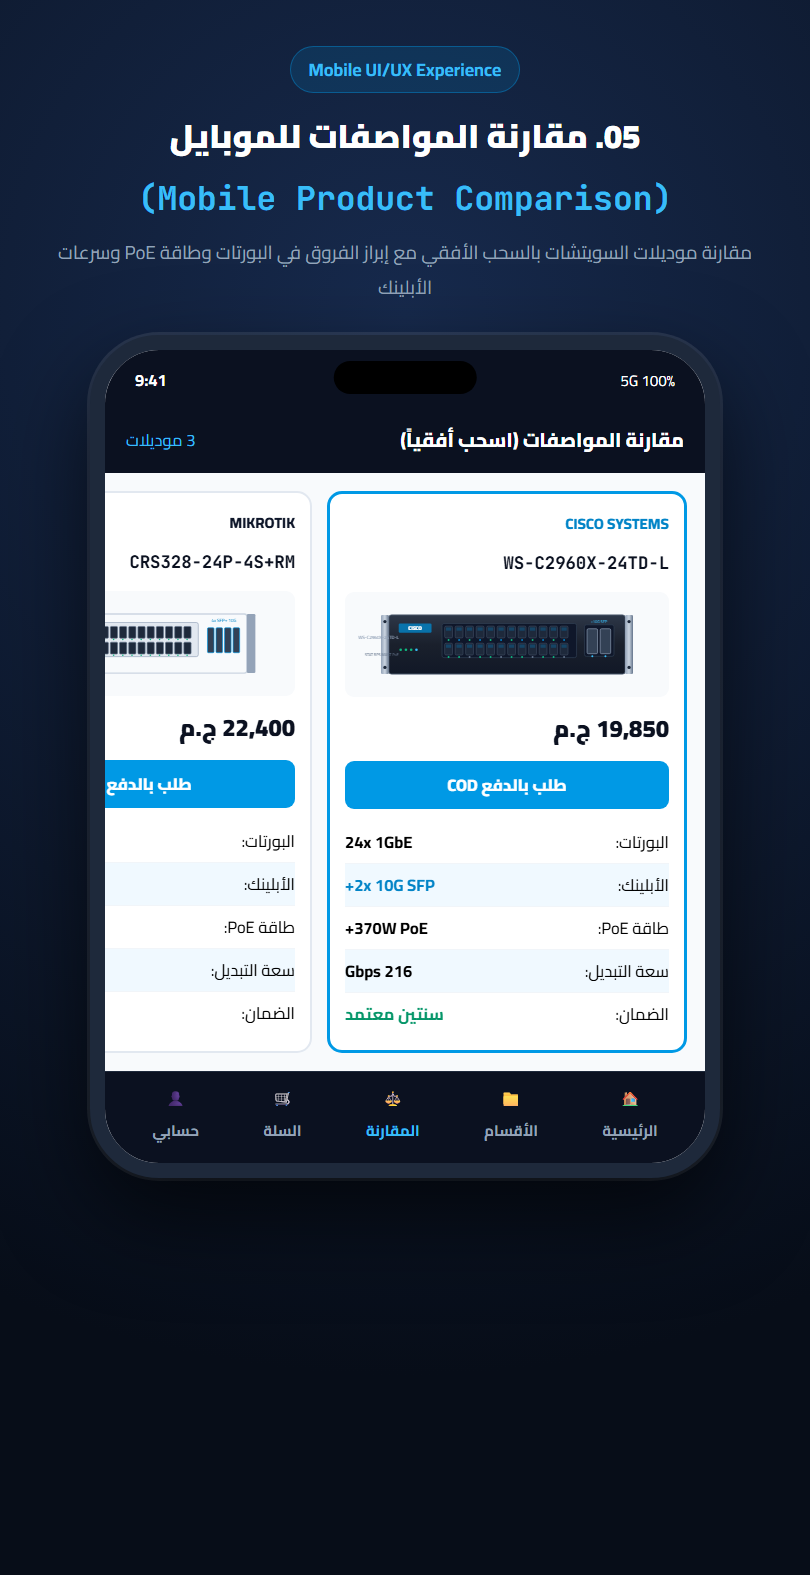 Mobile UI/UX Experience
05. مقارنة المواصفات للموبايل
(Mobile Product Comparison)
مقارنة موديلات السويتشات بالسحب الأفقي مع إبراز الفروق في البورتات وطاقة PoE وسرعات
الأبلينك
9:41
5G 100%
مقارنة المواصفات (اسحب أفقياً)
3 موديلات
CISCO SYSTEMS
WS-C2960X-24TD-L
CISCO
19,850 ج.م
طلب بالدفع COD
البورتات: 24x 1GbE
الأبلينك: 2x 10G SFP+
طاقة PoE: 370W PoE+
سعة التبديل: 216 Gbps
الضمان: سنتين معتمد
MIKROTIK
CRS328-24P-4S+RM
22,400 ج.م
طلب بالدفع
البورتات:
الأبلينك:
طاقة PoE:
سعة التبديل:
الضمان:
الرئيسية
الأقسام
المقارنة
السلة
حسابي